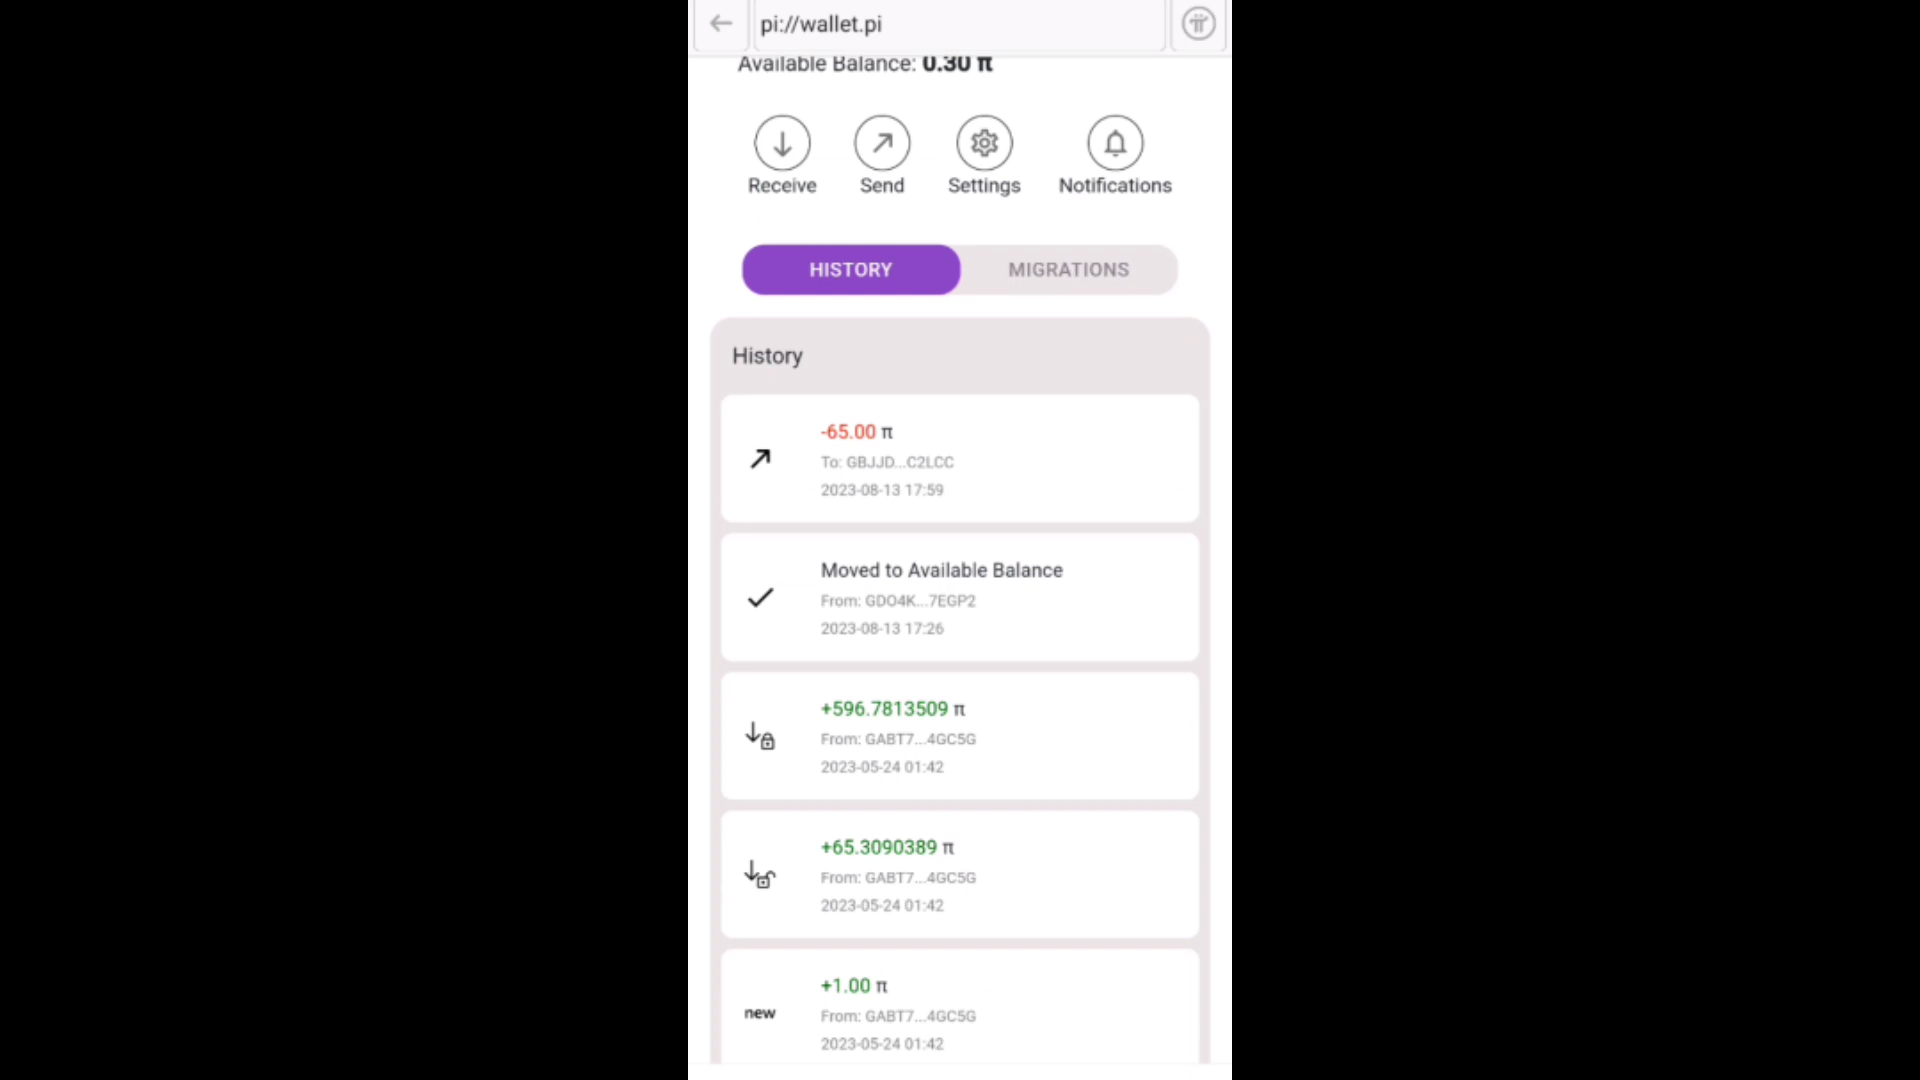 pi://wallet.pi
Available Balance: 0.30 π
Receive Send Settings Notifications
HISTORY MIGRATIONS
History
-65.00 π
To: GBJJD...C2LCC
2023-08-13 17:59
Moved to Available Balance
From: GDO4K...7EGP2
2023-08-13 17:26
+596.7813509 π
From: GABT7...4GC5G
2023-05-24 01:42
+65.3090389 π
From: GABT7...4GC5G
2023-05-24 01:42
new
+1.00 π
From: GABT7...4GC5G
2023-05-24 01:42